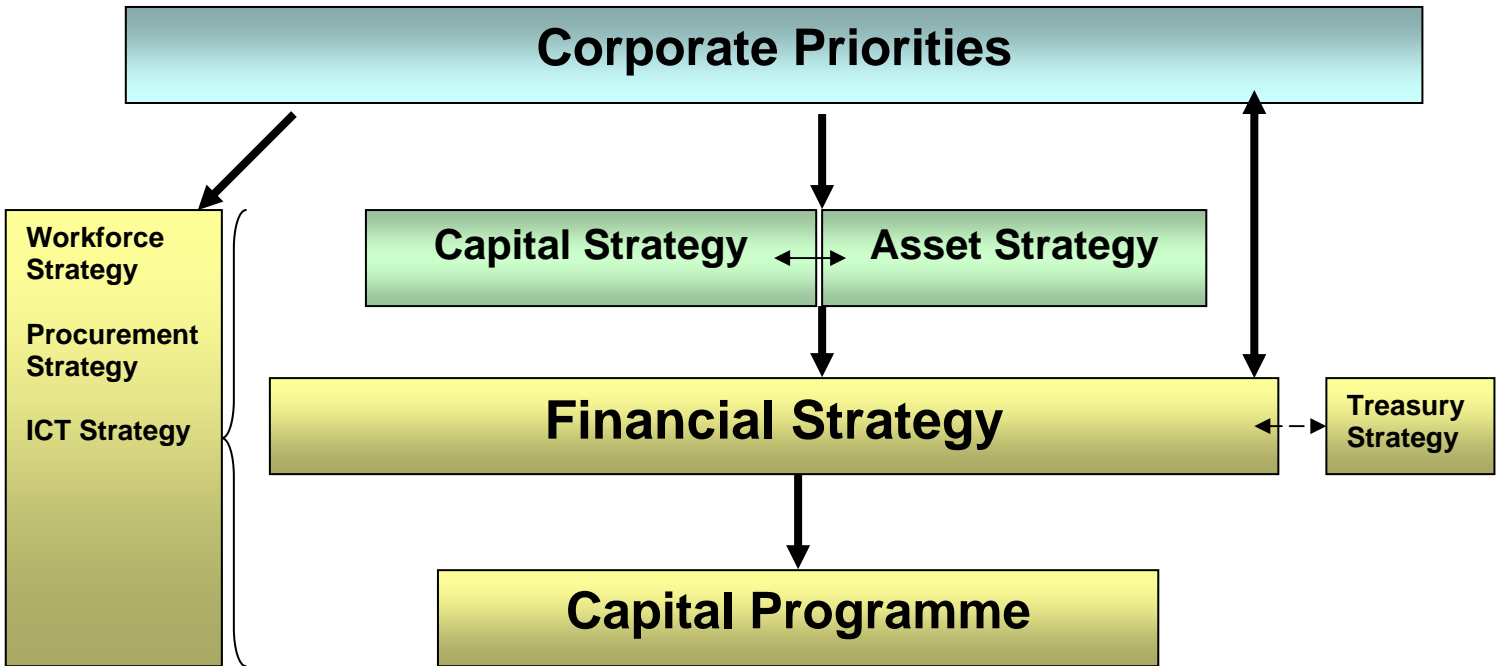 Corporate Priorities
Workforce
Strategy
Procurement
Strategy
ICT Strategy
Capital Strategy
Asset Strategy
Financial Strategy
Treasury
Strategy
Capital Programme